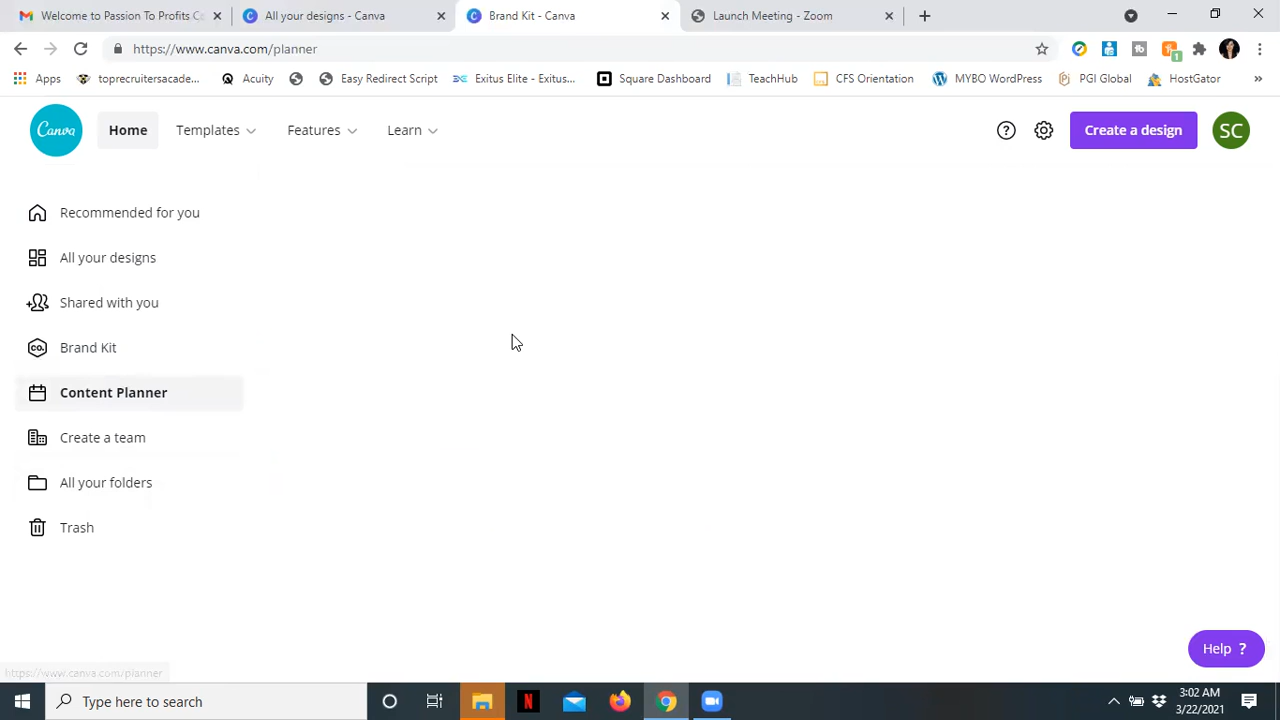 Welcome to Passion To Profits C
All your designs - Canva
Brand Kit - Canva
Launch Meeting - Zoom
https://www.canva.com/planner
1
Apps
toprecruitersacade...
Acuity
Easy Redirect Script
Exitus Elite - Exitus...
Square Dashboard
TeachHub
CFS Orientation
MYBO WordPress
PGI Global
HostGator
»
Canva
Home
Templates
Features
Learn
?
Create a design
SC
Recommended for you
All your designs
Shared with you
CO.
Brand Kit
Content Planner
Create a team
All your folders
Trash
Help ?
https://www.canva.com/planner
Type here to search
N
3:02 AM
3/22/2021